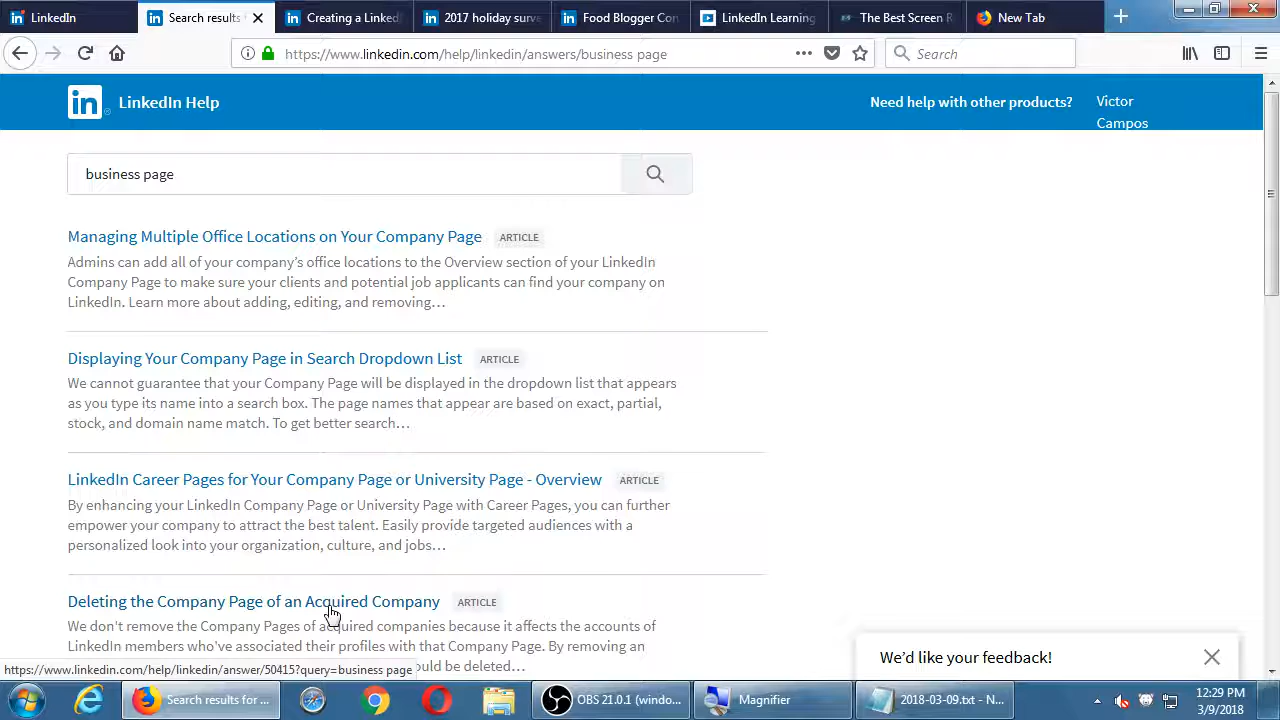 LinkedIn
Search results f
Creating a Linked
2017 holiday surve
Food Blogger Con
LinkedIn Learning
The Best Screen R
New Tab
https://www.linkedin.com/help/linkedin/answers/business page
Search
in LinkedIn Help
Need help with other products?
Victor
Campos
business page
Managing Multiple Office Locations on Your Company Page ARTICLE
Admins can add all of your company's office locations to the Overview section of your LinkedIn
Company Page to make sure your clients and potential job applicants can find your company on
LinkedIn. Learn more about adding, editing, and removing…
Displaying Your Company Page in Search Dropdown List ARTICLE
We cannot guarantee that your Company Page will be displayed in the dropdown list that appears
as you type its name into a search box. The page names that appear are based on exact, partial,
stock, and domain name match. To get better search…
LinkedIn Career Pages for Your Company Page or University Page - Overview ARTICLE
By enhancing your LinkedIn Company Page or University Page with Career Pages, you can further
empower your company to attract the best talent. Easily provide targeted audiences with a
personalized look into your organization, culture, and jobs…
Deleting the Company Page of an Acquired Company ARTICLE
We don't remove the Company Pages of acquired companies because it affects the accounts of
LinkedIn members who've associated their profiles with that Company Page. By removing an
ould be deleted…
We'd like your feedback!
https://www.linkedin.com/help/linkedin/answer/50415?query=business page
Search results for ...
OBS 21.0.1 (windo...
Magnifier
2018-03-09.txt - N...
12:29 PM
3/9/2018